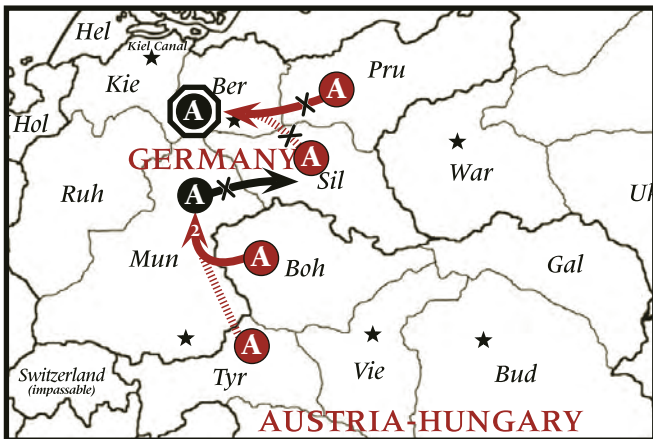 Hel
Kiel Canal
Kie
Ber
Pru
A
A
Hol
GERMANY
A
Sil
War
Ruh
A
2
Mun
A
Boh
Gal
A
Switzerland
(impassable)
Tyr
Vie
Bud
AUSTRIA-HUNGARY